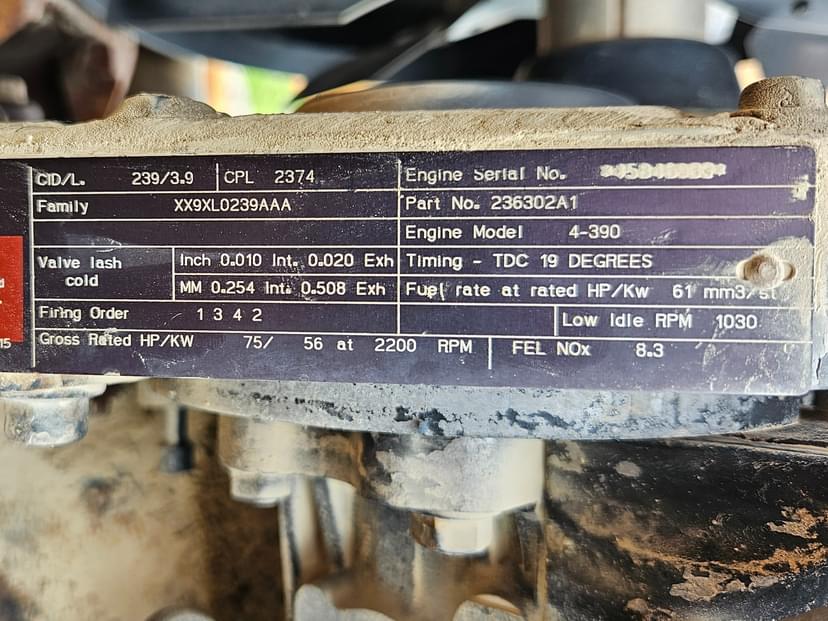 CID/L. 239/3.9 CPL 2374 Engine Serial No.
Family XX9XL0239AAA Part No. 236302A1
Engine Model 4-390
Valve lash cold Inch 0.010 Int. 0.020 Exh Timing - TDC 19 DEGREES
MM 0.254 Int. 0.508 Exh Fuel rate at rated HP/Kw 61 mm3/st
Firing Order 1 3 4 2 Low Idle RPM 1030
Gross Rated HP/KW 75/ 56 at 2200 RPM FEL NOx 8.3
15